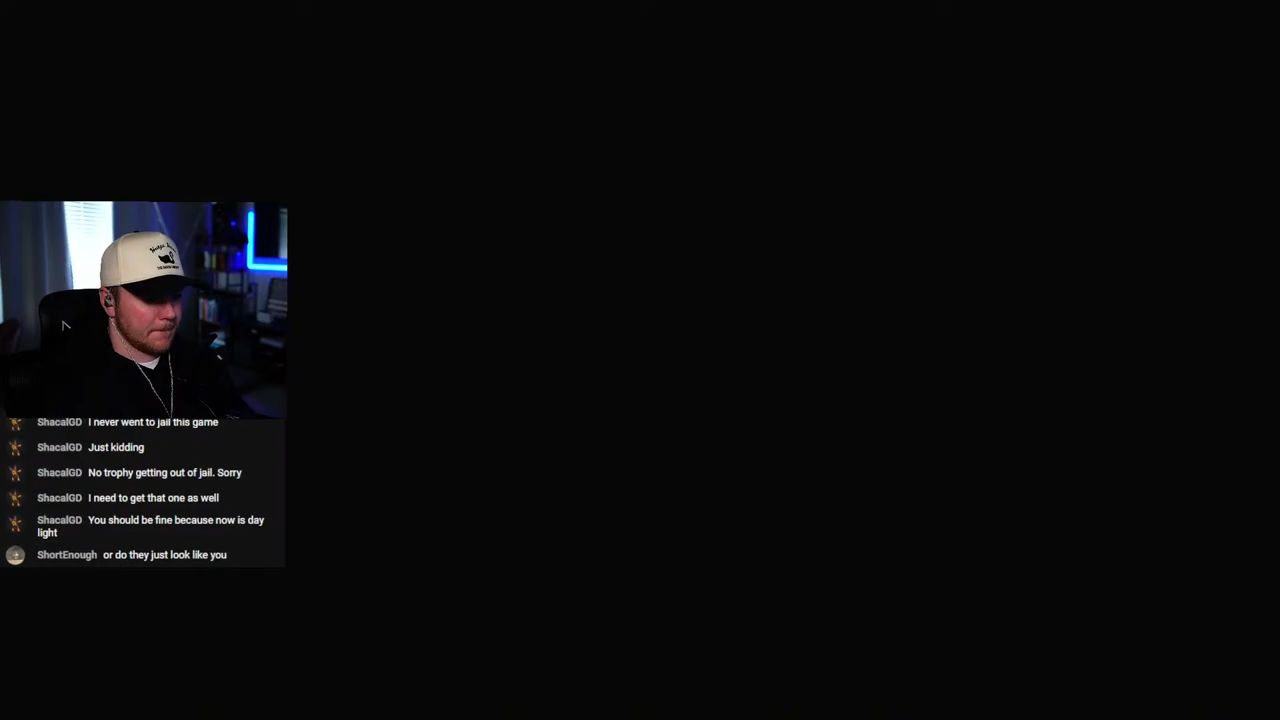 ShacalGD I never went to jail this game
ShacalGD Just kidding
ShacalGD No trophy getting out of jail. Sorry
ShacalGD I need to get that one as well
ShacalGD You should be fine because now is day
light
ShortEnough or do they just look like you